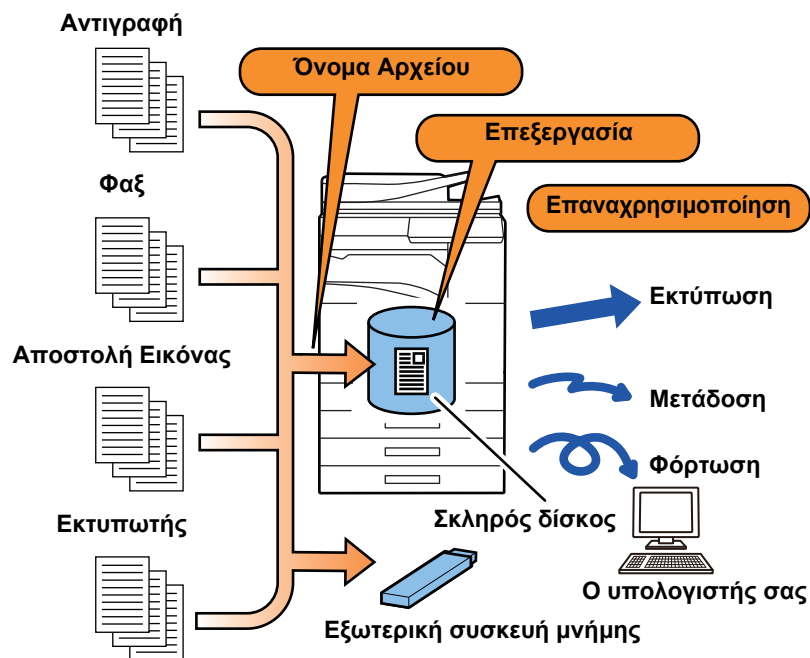 Αντιγραφή
Όνομα Αρχείου
Επεξεργασία
Φαξ
Επαναχρησιμοποίηση
Εκτύπωση
Αποστολή Εικόνας
Μετάδοση
Φόρτωση
Σκληρός δίσκος
Εκτυπωτής
Ο υπολογιστής σας
Εξωτερική συσκευή μνήμης